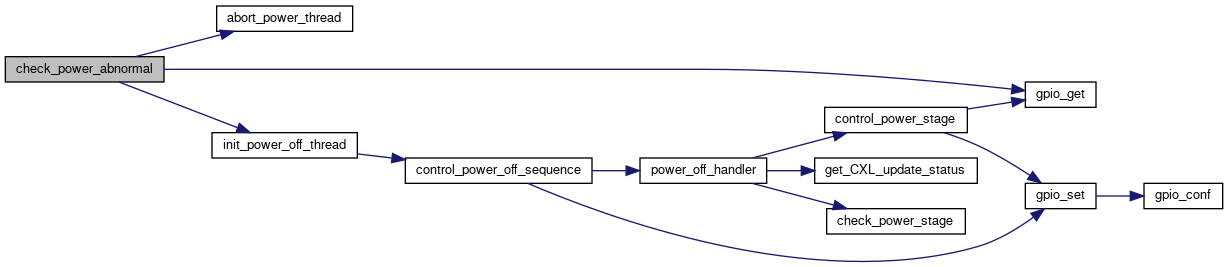 abort_power_thread
check_power_abnormal
gpio_get
control_power_stage
init_power_off_thread
control_power_off_sequence
power_off_handler
get_CXL_update_status
gpio_set
gpio_conf
check_power_stage